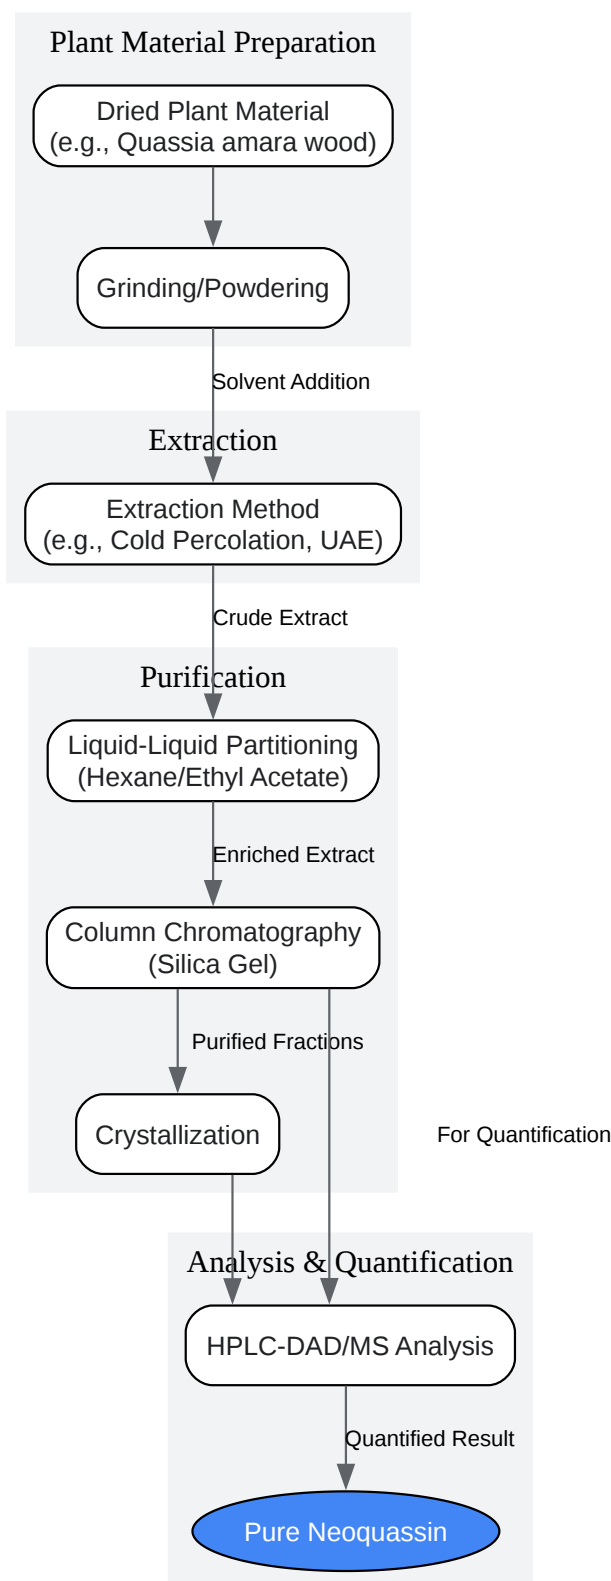 Plant Material Preparation
Dried Plant Material
(e.g., Quassia amara wood)
Grinding/Powdering
Solvent Addition
Extraction
Extraction Method
(e.g., Cold Percolation, UAE)
Crude Extract
Purification
Liquid-Liquid Partitioning
(Hexane/Ethyl Acetate)
Enriched Extract
Column Chromatography
(Silica Gel)
Purified Fractions
Crystallization
For Quantification
Analysis & Quantification
HPLC-DAD/MS Analysis
Quantified Result
Pure Neoquassin